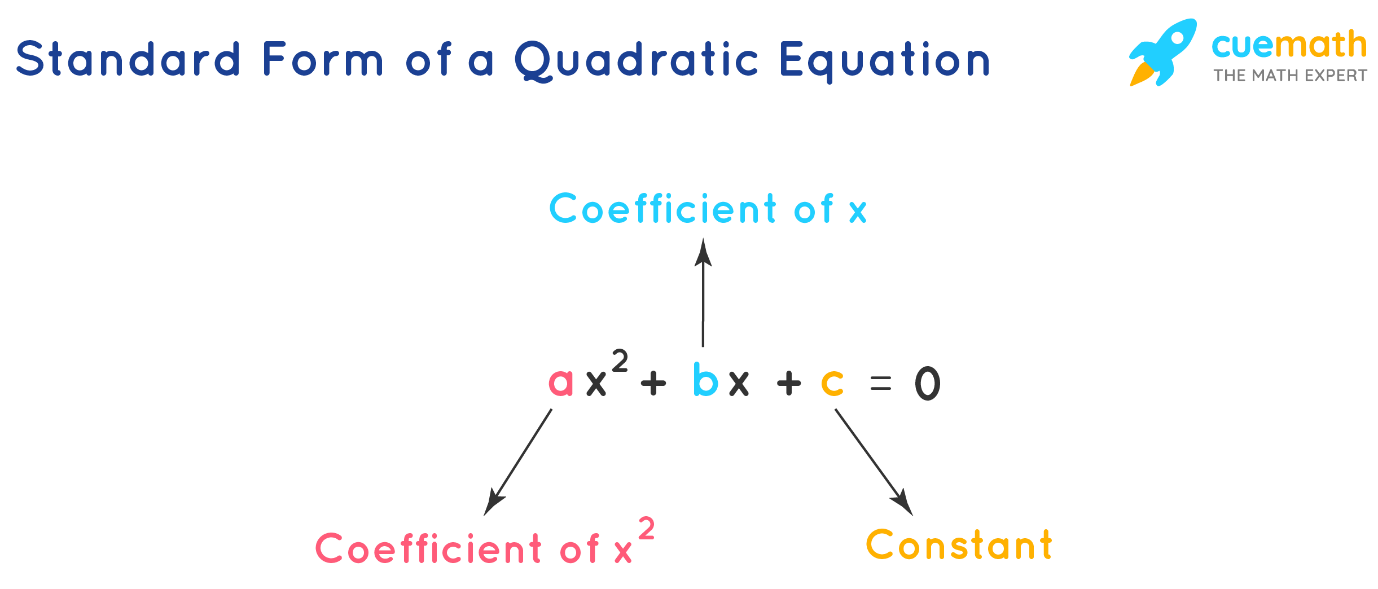 Standard Form of a Quadratic Equation
cuemath
THE MATH EXPERT
Coefficient of x
ax² + bx + c = 0
Coefficient of x²
Constant